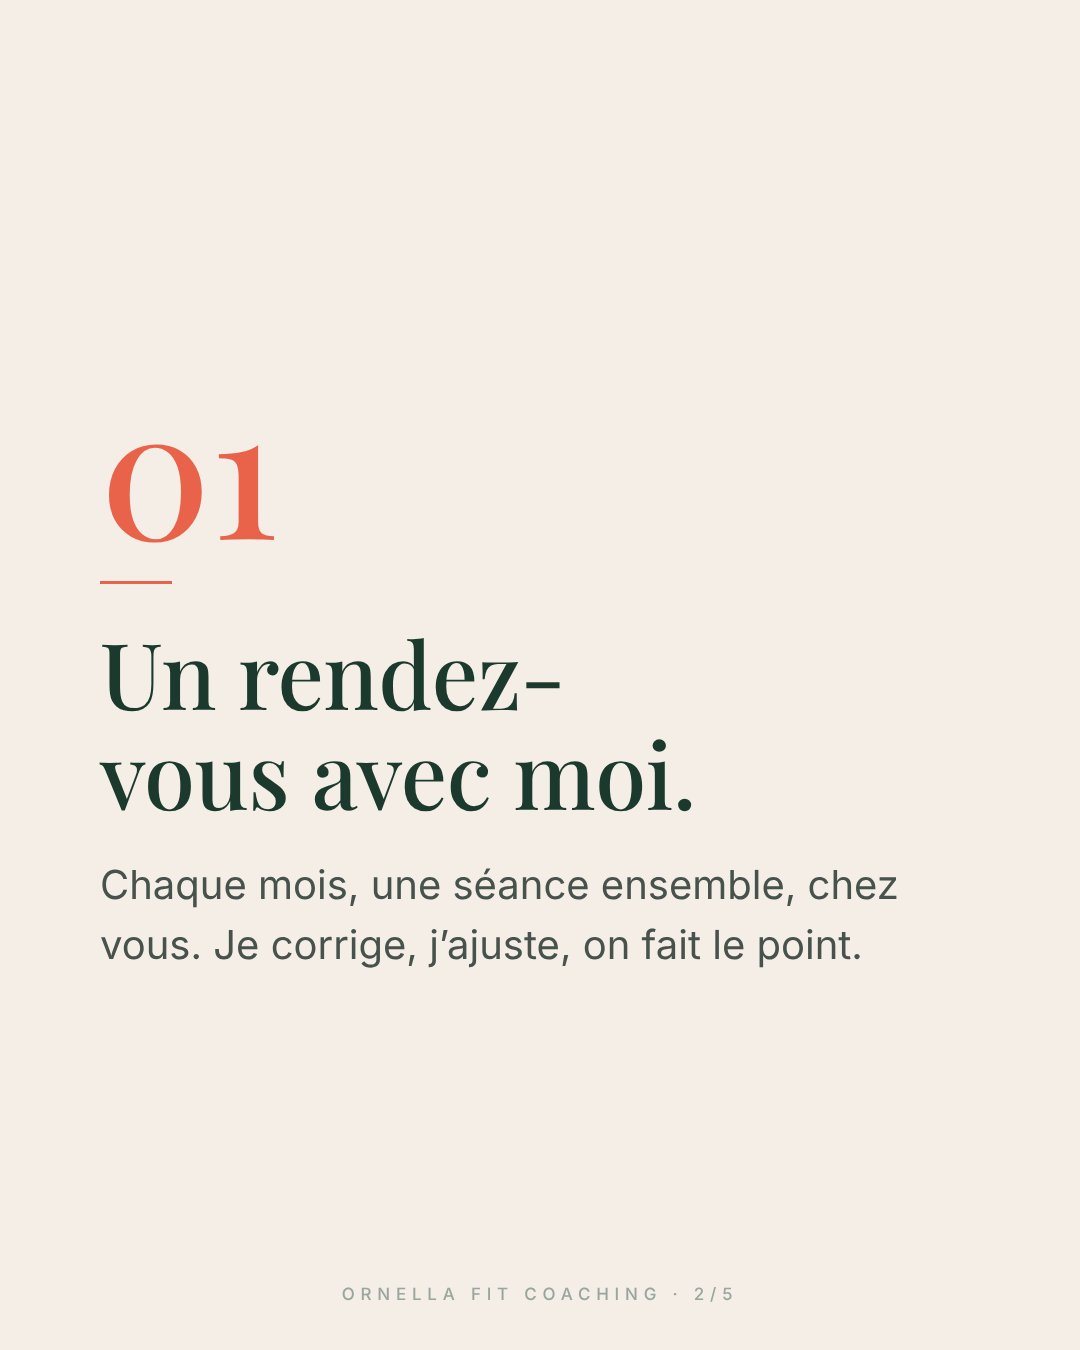 01
Un rendez-
vous avec moi.
Chaque mois, une séance ensemble, chez
vous. Je corrige, j’ajuste, on fait le point.
ORNELLA FIT COACHING · 2/5